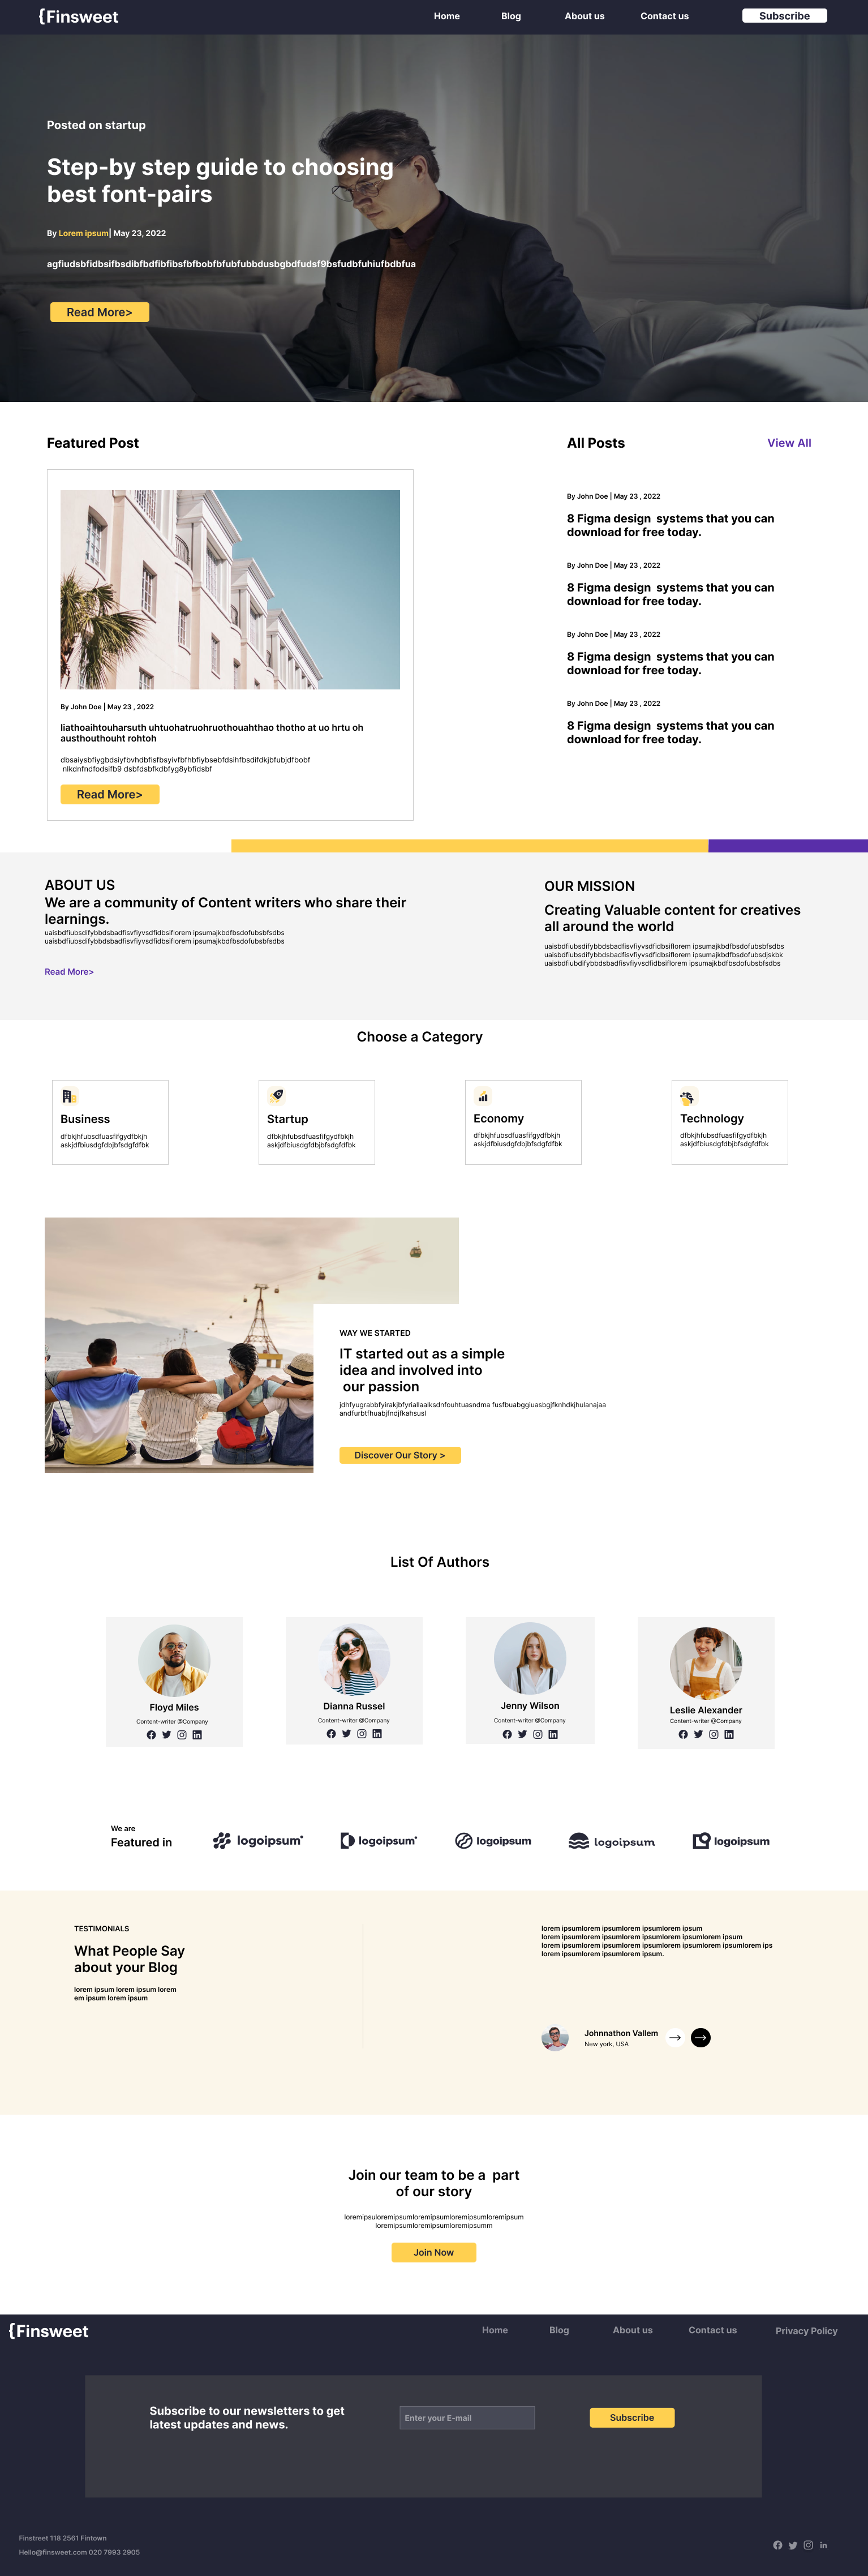 {Finsweet
Home
Blog
About us
Contact us
Subscribe
Posted on startup
Step-by step guide to choosing
best font-pairs
By Lorem ipsum| May 23, 2022
agfiudsbfidbsifbsdibfbdfibfibsfbfbobfbfubfubbdusbgbdfudsf9bsfudbfuhiufbdbfua
Read More>
Featured Post
By John Doe | May 23 , 2022
liathoaihtouharsuth uhtuohatruohruothouahthao thotho at uo hrtu oh
austhouthouht rohtoh
dbsaiysbfiygbdsiyfbvhdbfisfbsyivfbfhbfiybsebfdsihfbsdifdkjbfubjdfbobf
nlkdnfndfodsifb9 dsbfdsbfkdbfyg8ybfidsbf
Read More>
All Posts
View All
By John Doe | May 23 , 2022
8 Figma design  systems that you can
download for free today.
By John Doe | May 23 , 2022
8 Figma design  systems that you can
download for free today.
By John Doe | May 23 , 2022
8 Figma design  systems that you can
download for free today.
By John Doe | May 23 , 2022
8 Figma design  systems that you can
download for free today.
ABOUT US
We are a community of Content writers who share their
learnings.
uaisbdfiubsdifybbdsbadfisvfiyvsdfidbsiflorem ipsumajkbdfbsdofubsbfsdbs
uaisbdfiubsdifybbdsbadfisvfiyvsdfidbsiflorem ipsumajkbdfbsdofubsbfsdbs
Read More>
OUR MISSION
Creating Valuable content for creatives
all around the world
uaisbdfiubsdifybbdsbadfisvfiyvsdfidbsiflorem ipsumajkbdfbsdofubsbfsdbs
uaisbdfiubsdifybbdsbadfisvfiyvsdfidbsiflorem ipsumajkbdfbsdofubsdjskbk
uaisbdfiubdifybbdsbadfisvfiyvsdfidbsiflorem ipsumajkbdfbsdofubsbfsdbs
Choose a Category
Business
dfbkjhfubsdfuasfifgydfbkjh
askjdfbiusdgfdbjbfsdgfdfbk
Startup
dfbkjhfubsdfuasfifgydfbkjh
askjdfbiusdgfdbjbfsdgfdfbk
Economy
dfbkjhfubsdfuasfifgydfbkjh
askjdfbiusdgfdbjbfsdgfdfbk
Technology
dfbkjhfubsdfuasfifgydfbkjh
askjdfbiusdgfdbjbfsdgfdfbk
WAY WE STARTED
IT started out as a simple
idea and involved into
our passion
jdhfyugrabbfyirakjbfyriallaalksdnfouhtuasndma fusfbuabggiuasbgjfknhdkjhulanajaa
andfurbtfhuabjfndjfkahsusl
Discover Our Story >
List Of Authors
Floyd Miles
Content-writer @Company
Dianna Russel
Content-writer @Company
Jenny Wilson
Content-writer @Company
Leslie Alexander
Content-writer @Company
We are
Featured in
logoipsum
logoipsum
logoipsum
logoipsum
logoipsum
TESTIMONIALS
What People Say
about your Blog
lorem ipsum lorem ipsum lorem
em ipsum lorem ipsum
lorem ipsumlorem ipsumlorem ipsumlorem ipsum
lorem ipsumlorem ipsumlorem ipsumlorem ipsumlorem ipsum
lorem ipsumlorem ipsumlorem ipsumlorem ipsumlorem ipsumlorem ips
lorem ipsumlorem ipsumlorem ipsum.
Johnnathon Vallem
New york, USA
Join our team to be a  part
of our story
loremipsuloremipsumloremipsumloremipsumloremipsum
loremipsumloremipsumloremipsumm
Join Now
{Finsweet
Home
Blog
About us
Contact us
Privacy Policy
Subscribe to our newsletters to get
latest updates and news.
Enter your E-mail
Subscribe
Finstreet 118 2561 Fintown
Hello@finsweet.com 020 7993 2905